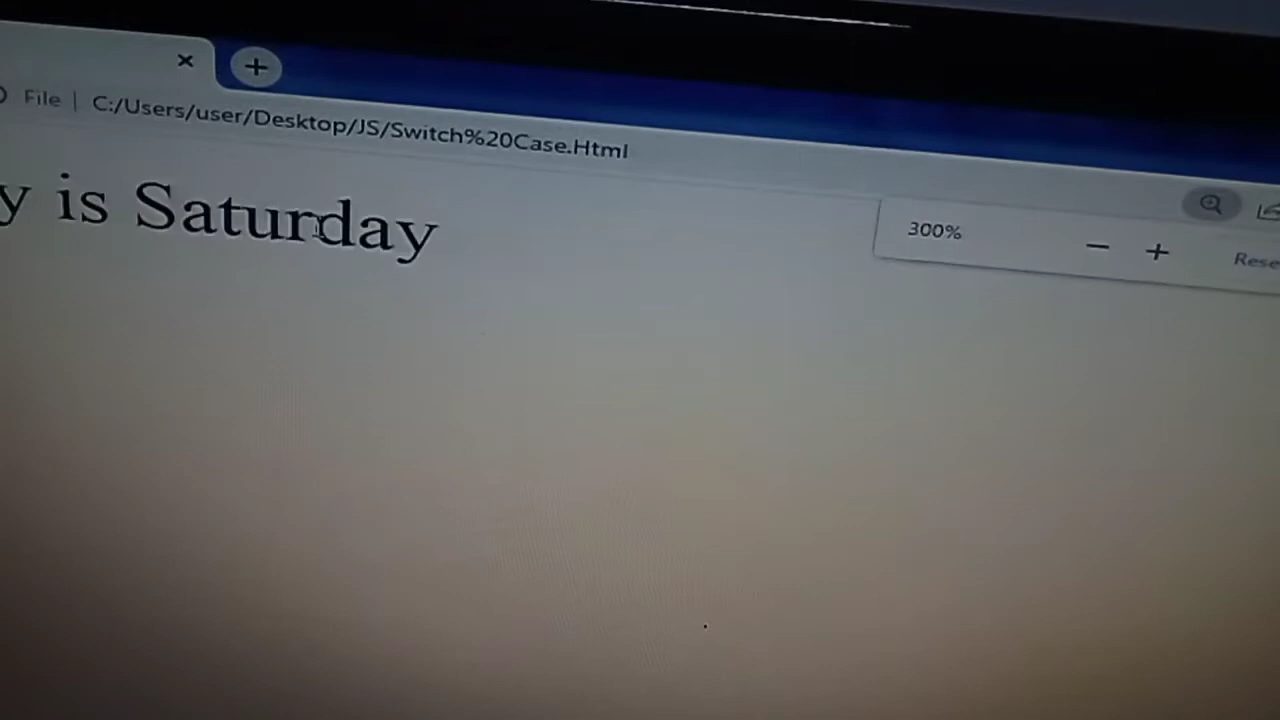 File | C:/Users/user/Desktop/JS/Switch%20Case.Html
y is Saturday
300% − +